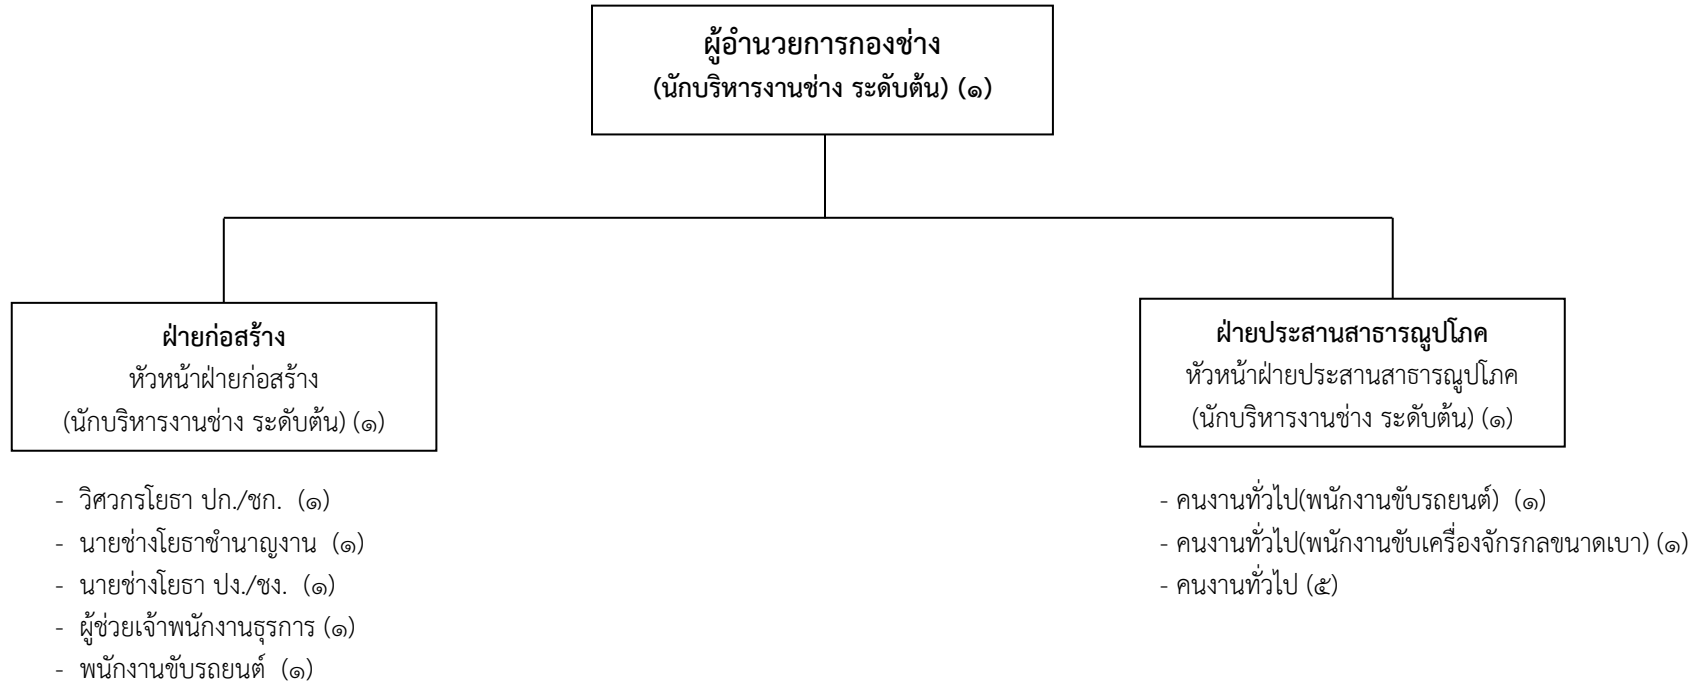 ผู้อำนวยการกองช่าง
(นักบริหารงานช่าง ระดับต้น) (๑)
ฝ่ายก่อสร้าง
หัวหน้าฝ่ายก่อสร้าง
(นักบริหารงานช่าง ระดับต้น) (๑)
- วิศวกรโยธา ปก./ชก. (๑)
- นายช่างโยธาชำนาญงาน (๑)
- นายช่างโยธา ปง./ชง. (๑)
- ผู้ช่วยเจ้าพนักงานธุรการ (๑)
- พนักงานขับรถยนต์ (๑)
ฝ่ายประสานสาธารณูปโภค
หัวหน้าฝ่ายประสานสาธารณูปโภค
(นักบริหารงานช่าง ระดับต้น) (๑)
- คนงานทั่วไป(พนักงานขับรถยนต์) (๑)
- คนงานทั่วไป(พนักงานขับเครื่องจักรกลขนาดเบา) (๑)
- คนงานทั่วไป (๕)